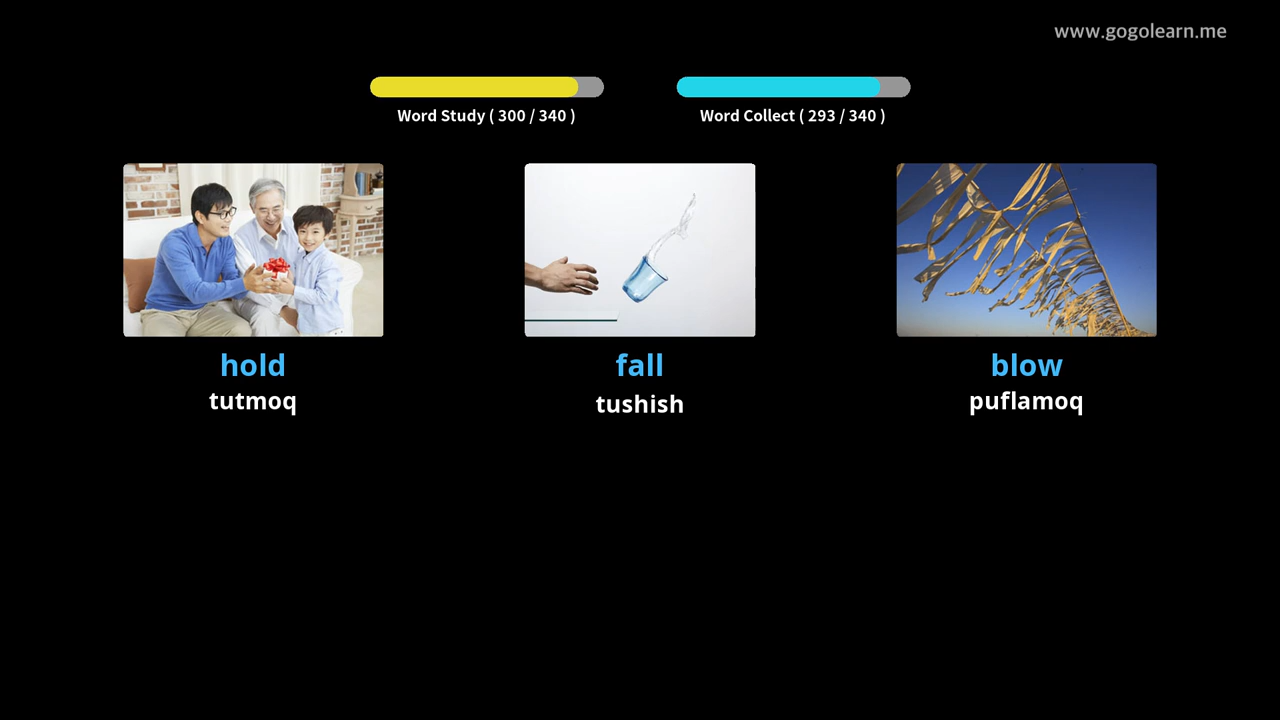 www.gogolearn.me
Word Study ( 300 / 340 )
Word Collect ( 293 / 340 )
hold
tutmoq
fall
tushish
blow
puflamoq